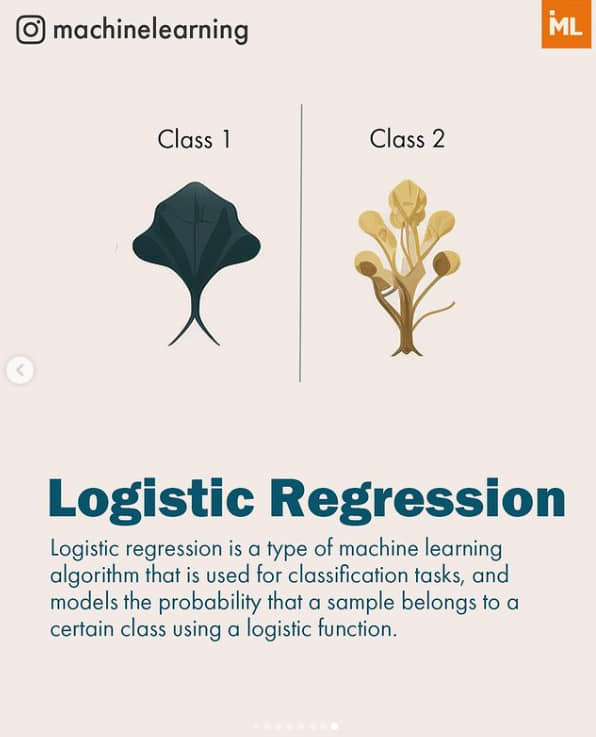 machinelearning
ML
Class 1
Class 2
Logistic Regression
Logistic regression is a type of machine learning
algorithm that is used for classification tasks, and
models the probability that a sample belongs to a
certain class using a logistic function.